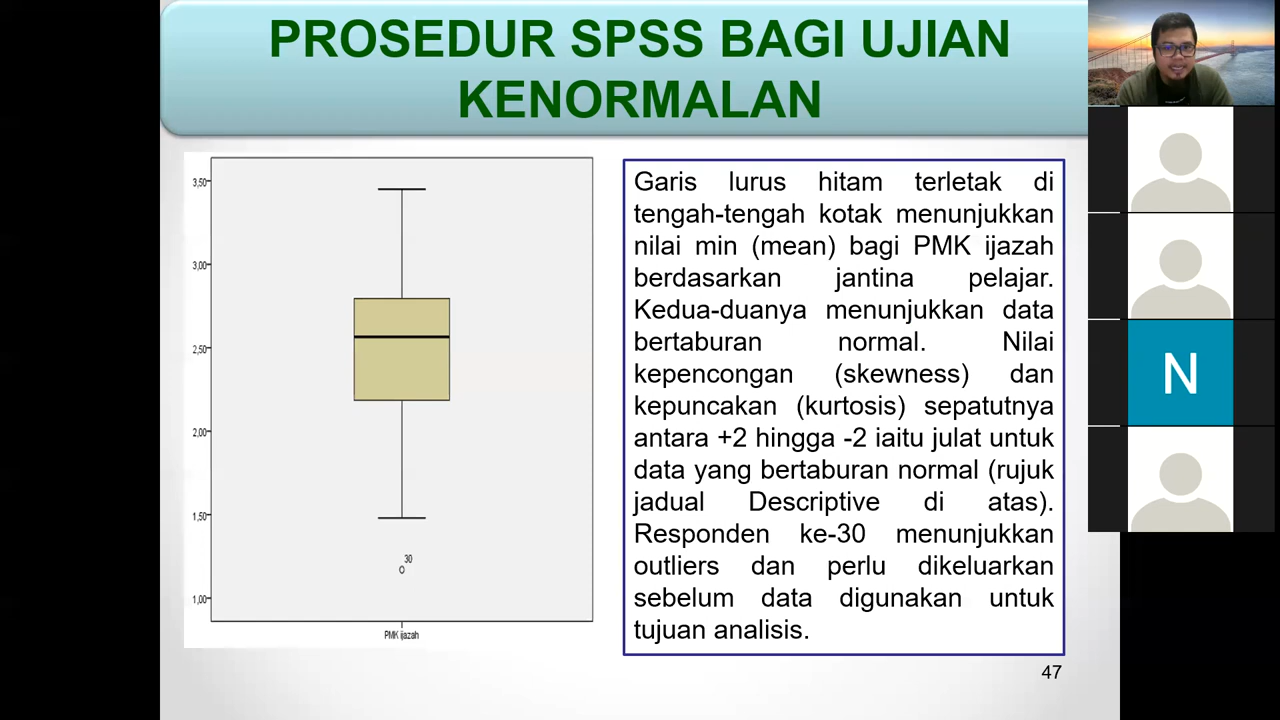 PROSEDUR SPSS BAGI UJIAN
KENORMALAN
3,50
3,00
2,50
2,00
1,50
1,00
30
PMK ijazah
Garis lurus hitam terletak di
tengah-tengah kotak menunjukkan
nilai min (mean) bagi PMK ijazah
berdasarkan jantina pelajar.
Kedua-duanya menunjukkan data
bertaburan normal. Nilai
kepencongan (skewness) dan
kepuncakan (kurtosis) sepatutnya
antara +2 hingga -2 iaitu julat untuk
data yang bertaburan normal (rujuk
jadual Descriptive di atas).
Responden ke-30 menunjukkan
outliers dan perlu dikeluarkan
sebelum data digunakan untuk
tujuan analisis.
47
N